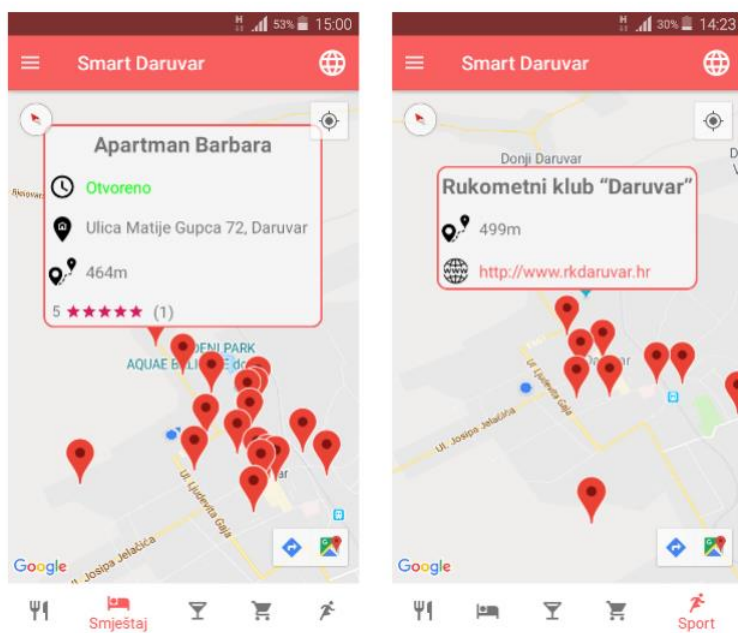 53% 15:00
Smart Daruvar
Apartman Barbara
Otvoreno
Ulica Matije Gupca 72, Daruvar
464m
5 ★★★★★ (1)
AQUAE
Ul. Ljudevita Gaja
Josipa Jelačića
Google
Smještaj
H 30% 14:23
Smart Daruvar
Donji Daruvar
Rukometni klub “Daruvar”
499m
www
http://www.rkdaruvar.hr
Ul. Ljudevita Gaja
Ul. Josipa Jelačića
Google
Sport